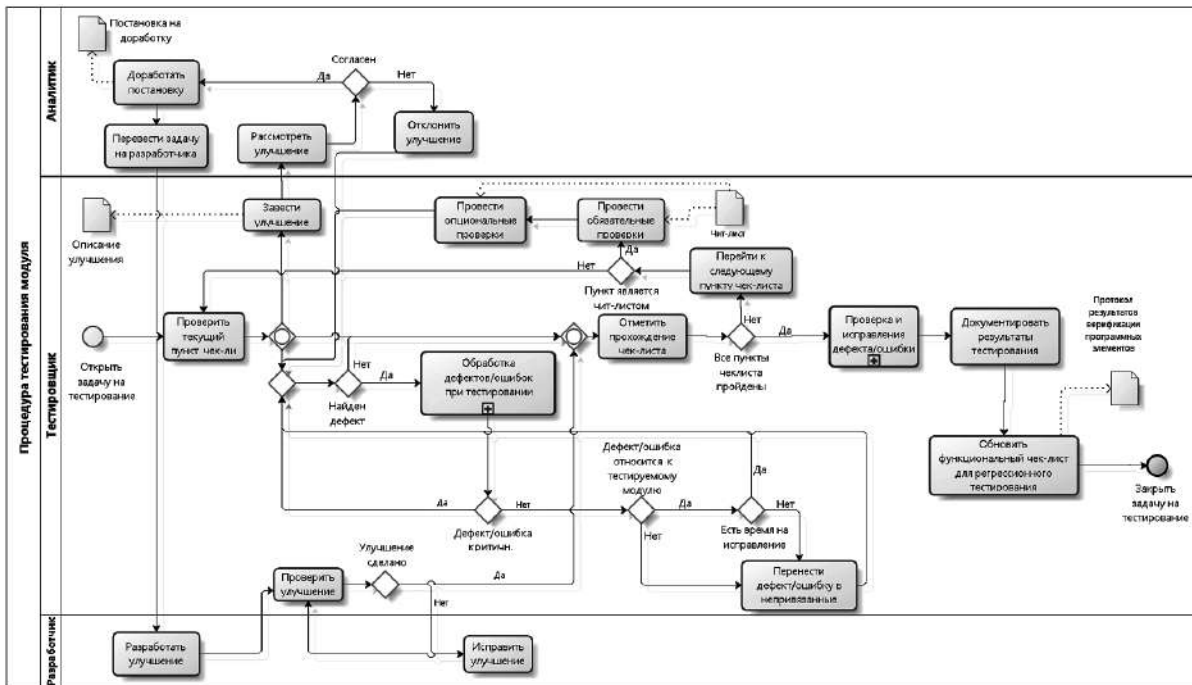 Процедура тестирования модуля
Аналитик
Постановка на
доработку
Доработать
постановку
Да
Согласен
Нет
Перевести задачу
на разработчика
Рассмотреть
улучшение
Отклонить
улучшение
Тестировщик
Описание
улучшения
Завести
улучшение
Провести
опциональные
проверки
Провести
обязательные
проверки
Чит-лист
Да
Нет
Пункт является
чит-листом
Перейти к
следующему
пункту чек-листа
Открыть
задачу на
тестирование
Проверить
текущий
пункт чек-ли
Отметить
прохождение
чек-листа
Нет
Да
Все пункты
чеклиста
пройдены
Проверка и
исправления
дефекта/ошибки
Документировать
результаты
тестирования
Протокол
результатов
верификации
программных
элементов
Нет
Да
Найден
дефект
Обработка
дефектов/ошибок
при тестировании
Обновить
функциональный чек-лист
для регрессионного
тестирования
Закрыть
задачу на
тестирование
Дефект/ошибка
относится к
тестируемому
модулю
Да
Да
Нет
Дефект/ошибка
критичн.
Да
Нет
Нет
Есть время на
исправление
Перенести
дефект/ошибку в
непривязанные
Улучшение
сделано
Проверить
улучшение
Да
Нет
Разработчик
Разработать
улучшение
Исправить
улучшение